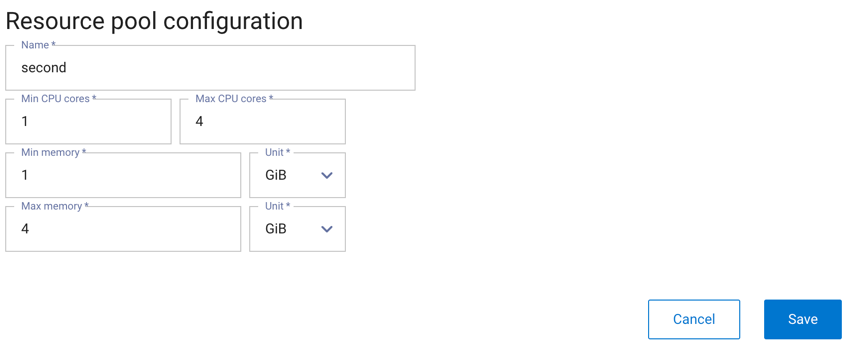 Resource pool configuration
Name *
second
Min CPU cores * Max CPU cores *
1 4
Min memory * Unit *
1 GiB
Max memory * Unit *
4 GiB
Cancel Save